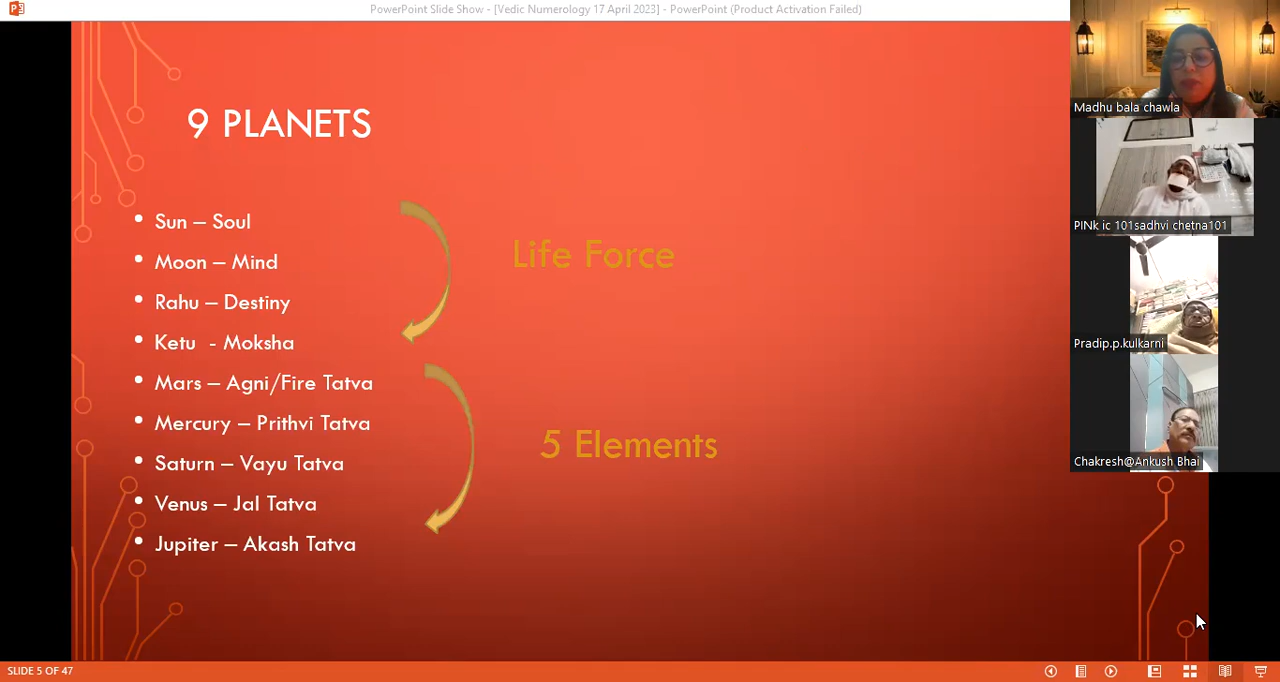 PowerPoint Slide Show - [Vedic Numerology 17 April 2023] - PowerPoint (Product Activation Failed)
9 PLANETS
• Sun – Soul
• Moon – Mind
• Rahu – Destiny
• Ketu - Moksha
Life Force
• Mars – Agni/Fire Tatva
• Mercury – Prithvi Tatva
• Saturn – Vayu Tatva
• Venus – Jal Tatva
• Jupiter – Akash Tatva
5 Elements
Madhu bala chawla
PINk ic 101sadhvi chetna101
Pradip.p.kulkarni
Chakresh@Ankush Bhai
SLIDE 5 OF 47